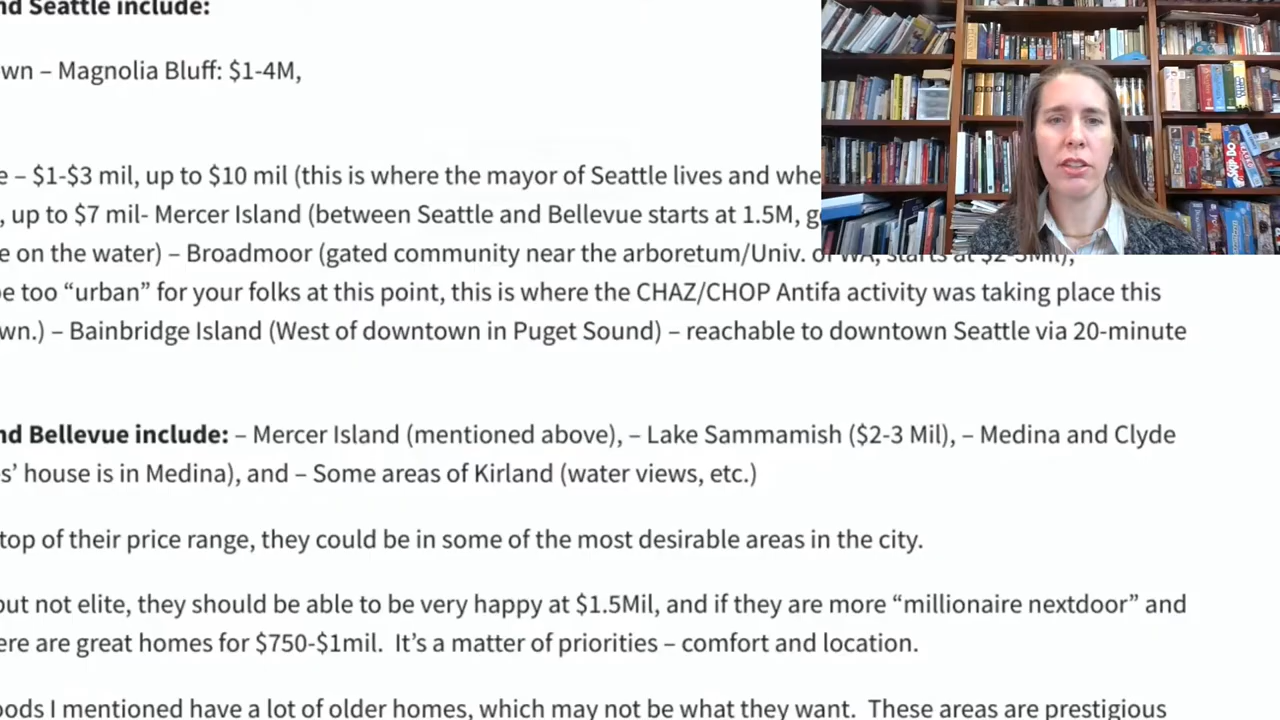 nd Seattle include:
wn – Magnolia Bluff: $1-4M,
e – $1-$3 mil, up to $10 mil (this is where the mayor of Seattle lives and whe
, up to $7 mil- Mercer Island (between Seattle and Bellevue starts at 1.5M, g
e on the water) – Broadmoor (gated community near the arboretum/Univ. of WA, starts at $2-3Mil),
be too “urban” for your folks at this point, this is where the CHAZ/CHOP Antifa activity was taking place this
wn.) – Bainbridge Island (West of downtown in Puget Sound) – reachable to downtown Seattle via 20-minute
nd Bellevue include: – Mercer Island (mentioned above), – Lake Sammamish ($2-3 Mil), – Medina and Clyde
s’ house is in Medina), and – Some areas of Kirland (water views, etc.)
top of their price range, they could be in some of the most desirable areas in the city.
out not elite, they should be able to be very happy at $1.5Mil, and if they are more “millionaire nextdoor” and
ere are great homes for $750-$1mil. It’s a matter of priorities – comfort and location.
oods I mentioned have a lot of older homes, which may not be what they want. These areas are prestigious